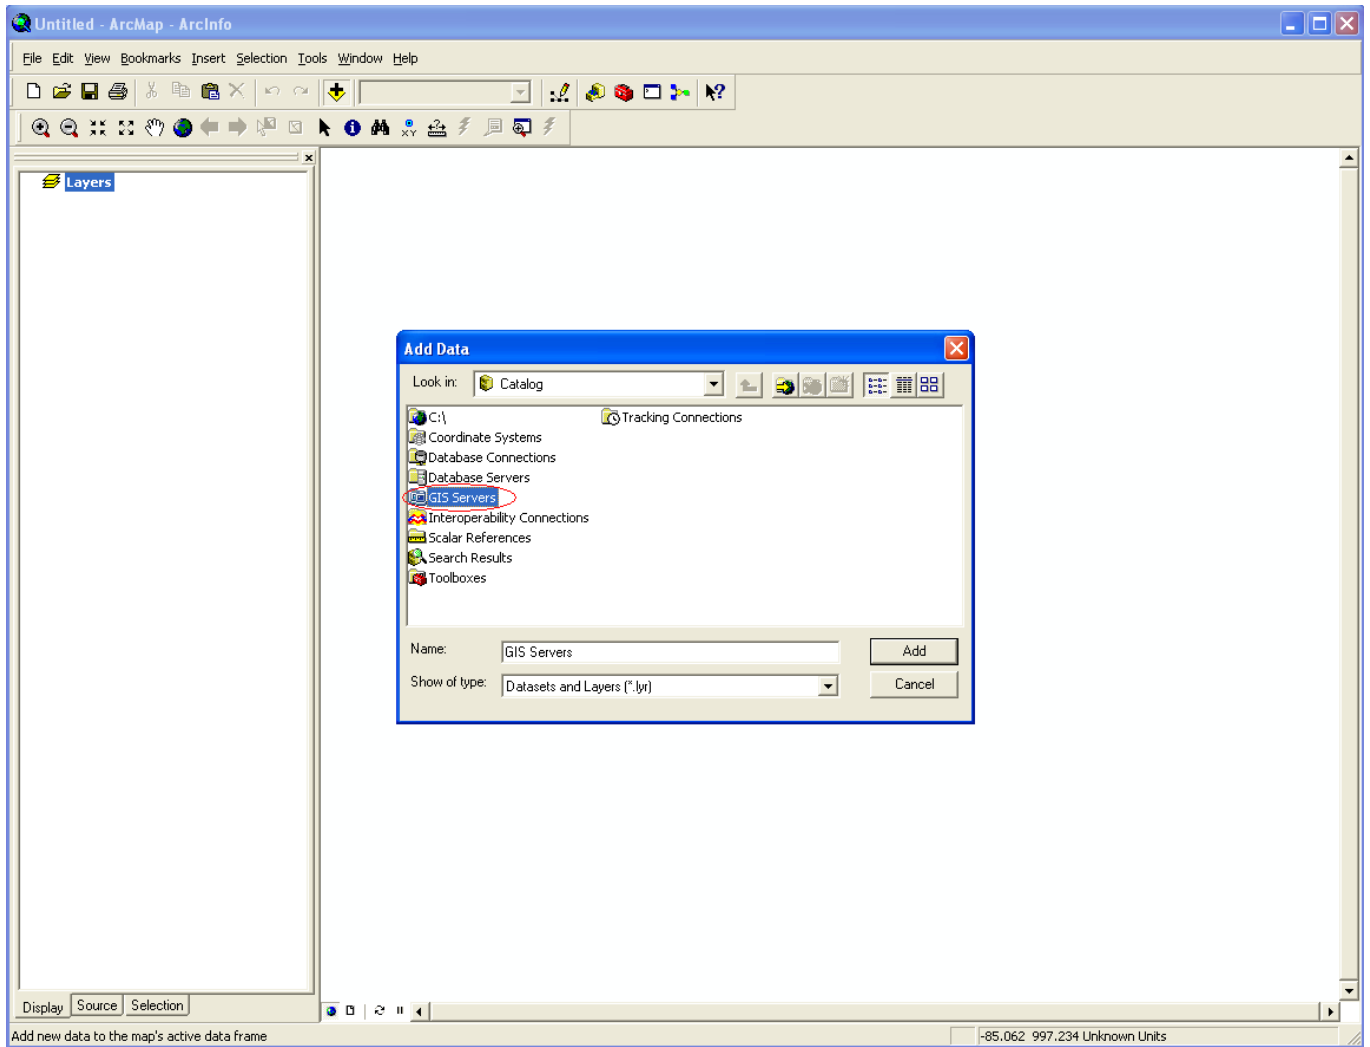 Untitled - ArcMap - ArcInfo
File Edit View Bookmarks Insert Selection Tools Window Help
XY
Layers
Add Data
Look in: Catalog
C:\
Coordinate Systems
Database Connections
Database Servers
GIS Servers
Interoperability Connections
Scalar References
Search Results
Toolboxes
Tracking Connections
Name: GIS Servers
Add
Show of type: Datasets and Layers (*.lyr)
Cancel
Display Source Selection
Add new data to the map's active data frame
-85.062 997.234 Unknown Units